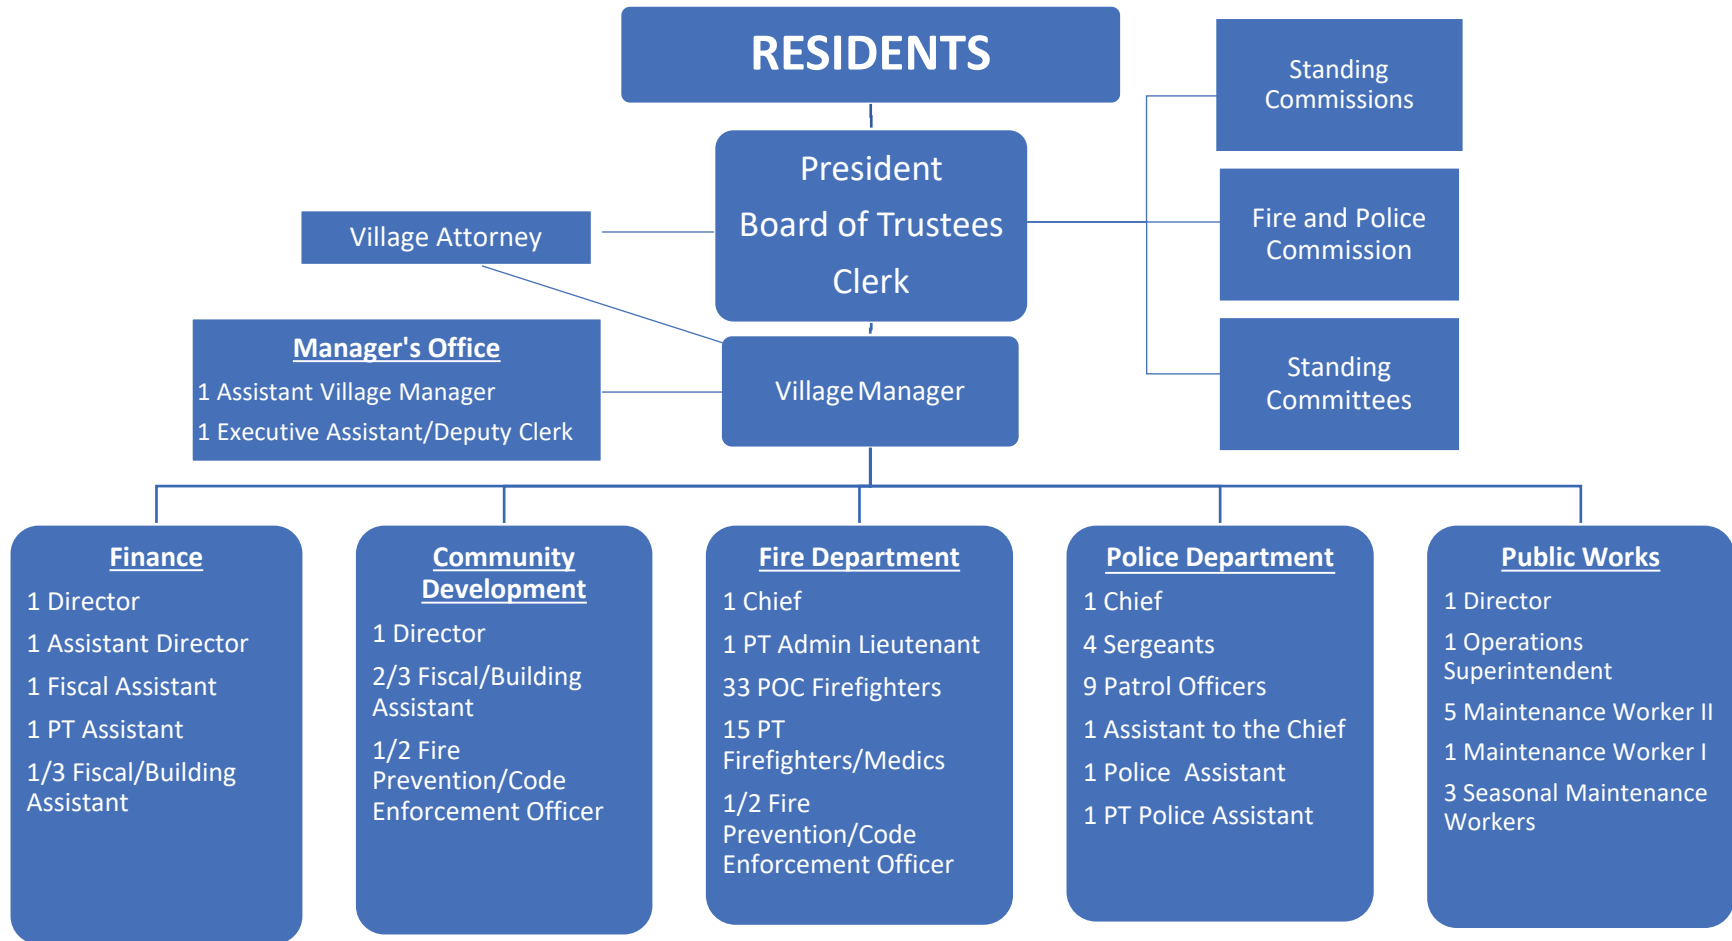 RESIDENTS
President
Board of Trustees
Clerk
Standing
Commissions
Fire and Police
Commission
Standing
Committees
Village Attorney
Manager's Office
1 Assistant Village Manager
1 Executive Assistant/Deputy Clerk
Village Manager
Finance
1 Director
1 Assistant Director
1 Fiscal Assistant
1 PT Assistant
1/3 Fiscal/Building
Assistant
Community
Development
1 Director
2/3 Fiscal/Building
Assistant
1/2 Fire
Prevention/Code
Enforcement Officer
Fire Department
1 Chief
1 PT Admin Lieutenant
33 POC Firefighters
15 PT
Firefighters/Medics
1/2 Fire
Prevention/Code
Enforcement Officer
Police Department
1 Chief
4 Sergeants
9 Patrol Officers
1 Assistant to the Chief
1 Police  Assistant
1 PT Police Assistant
Public Works
1 Director
1 Operations
Superintendent
5 Maintenance Worker II
1 Maintenance Worker I
3 Seasonal Maintenance
Workers